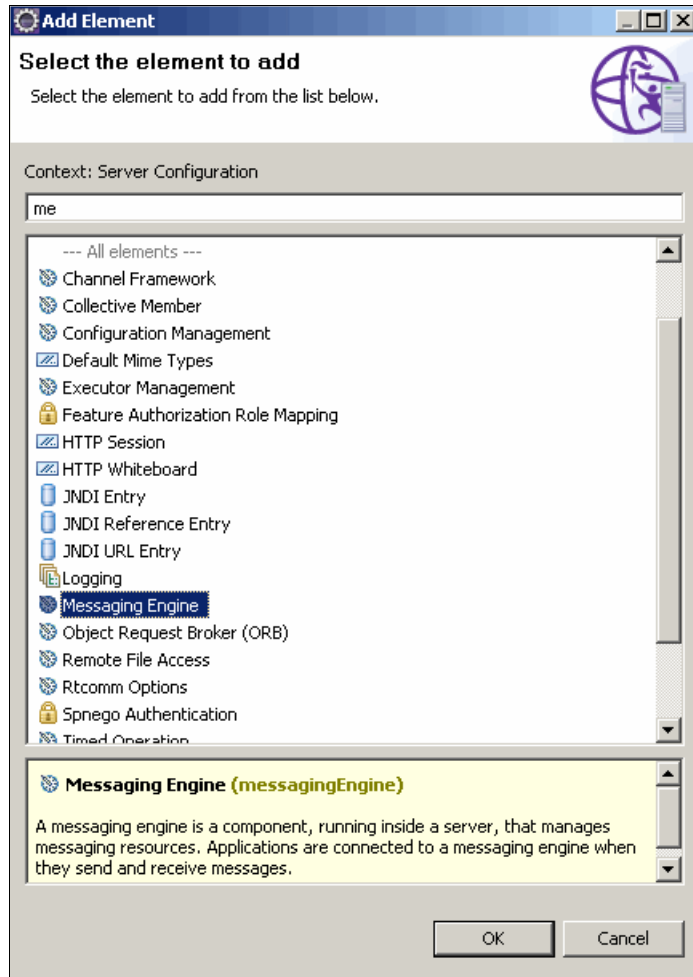 Add Element
Select the element to add
Select the element to add from the list below.
Context: Server Configuration
me
--- All elements ---
Channel Framework
Collective Member
Configuration Management
Default Mime Types
Executor Management
Feature Authorization Role Mapping
HTTP Session
HTTP Whiteboard
JNDI Entry
JNDI Reference Entry
JNDI URL Entry
Logging
Messaging Engine
Object Request Broker (ORB)
Remote File Access
Rtcomm Options
Spnego Authentication
Timed Operation
Messaging Engine (messagingEngine)
A messaging engine is a component, running inside a server, that manages
messaging resources. Applications are connected to a messaging engine when
they send and receive messages.
OK Cancel